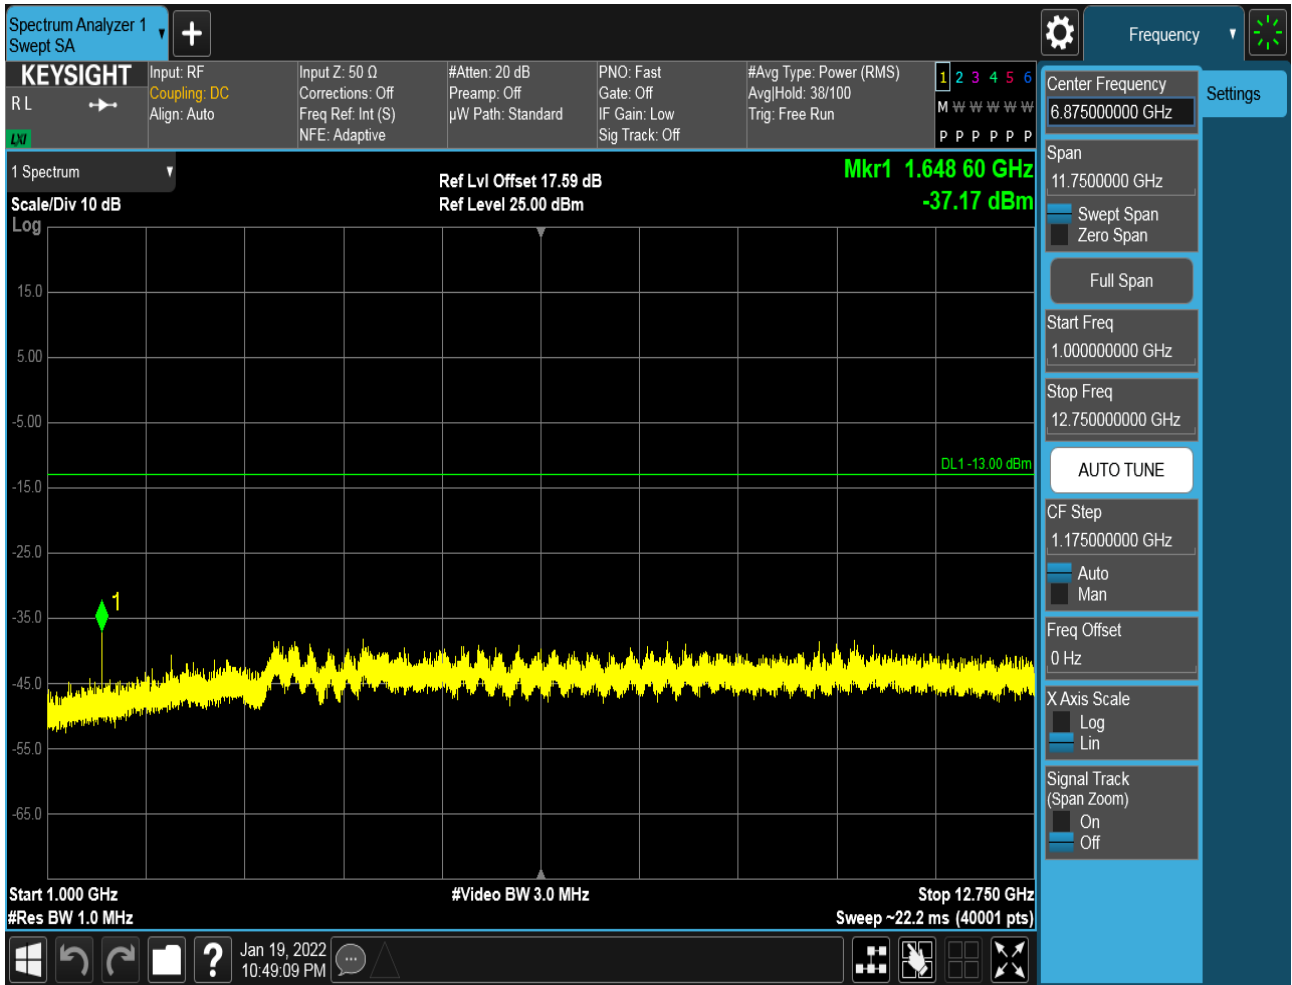 Spectrum Analyzer 1
Swept SA
Frequency
KEYSIGHT
R L
LXI
Input: RF
Coupling: DC
Align: Auto
Input Z: 50 Ω
Corrections: Off
Freq Ref: Int (S)
NFE: Adaptive
#Atten: 20 dB
Preamp: Off
µW Path: Standard
PNO: Fast
Gate: Off
IF Gain: Low
Sig Track: Off
#Avg Type: Power (RMS)
Avg|Hold: 38/100
Trig: Free Run
1 2 3 4 5 6
M W W W W W
P P P P P P
1 Spectrum
Scale/Div 10 dB
Log
Ref Lvl Offset 17.59 dB
Ref Level 25.00 dBm
Mkr1 1.648 60 GHz
-37.17 dBm
15.0
5.00
-5.00
-15.0
-25.0
-35.0
-45.0
-55.0
-65.0
DL1 -13.00 dBm
1
Start 1.000 GHz
#Res BW 1.0 MHz
#Video BW 3.0 MHz
Stop 12.750 GHz
Sweep ~22.2 ms (40001 pts)
Jan 19, 2022
10:49:09 PM
?
Center Frequency
6.875000000 GHz
Settings
Span
11.7500000 GHz
Swept Span
Zero Span
Full Span
Start Freq
1.000000000 GHz
Stop Freq
12.750000000 GHz
AUTO TUNE
CF Step
1.175000000 GHz
Auto
Man
Freq Offset
0 Hz
X Axis Scale
Log
Lin
Signal Track
(Span Zoom)
On
Off